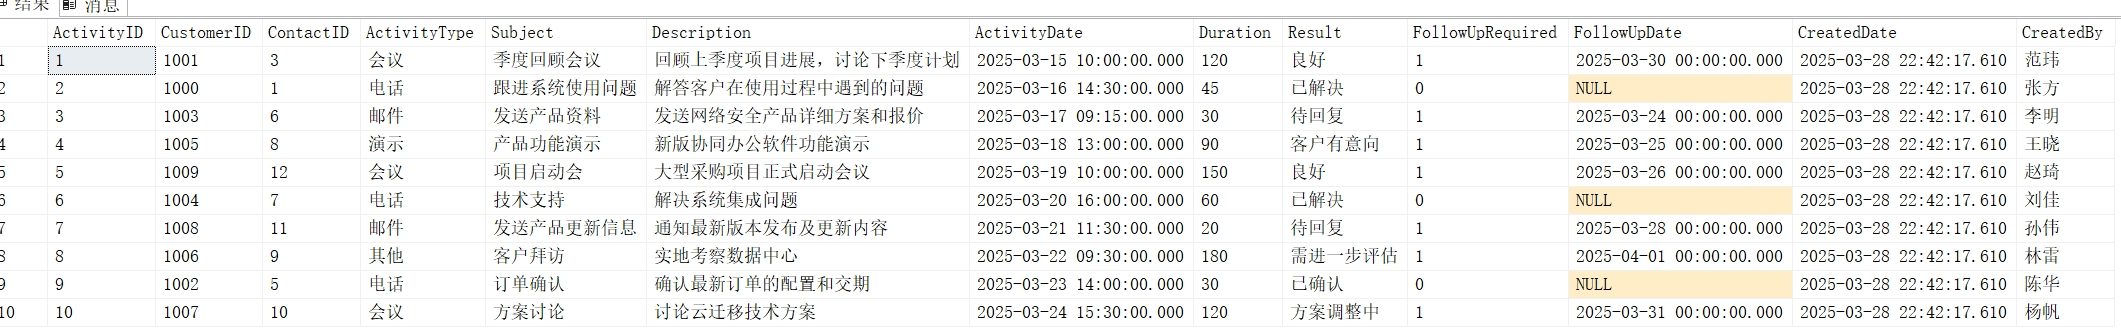 结果 消息
ActivityID CustomerID ContactID ActivityType Subject Description ActivityDate Duration Result FollowUpRequired FollowUpDate CreatedDate CreatedBy
1 1 1001 3 会议 季度回顾会议 回顾上季度项目进展，讨论下季度计划 2025-03-15 10:00:00.000 120 良好 1 2025-03-30 00:00:00.000 2025-03-28 22:42:17.610 范玮
2 2 1000 1 电话 跟进系统使用问题 解答客户在使用过程中遇到的问题 2025-03-16 14:30:00.000 45 已解决 0 NULL 2025-03-28 22:42:17.610 张方
3 3 1003 6 邮件 发送产品资料 发送网络安全产品详细方案和报价 2025-03-17 09:15:00.000 30 待回复 1 2025-03-24 00:00:00.000 2025-03-28 22:42:17.610 李明
4 4 1005 8 演示 产品功能演示 新版协同办公软件功能演示 2025-03-18 13:00:00.000 90 客户有意向 1 2025-03-25 00:00:00.000 2025-03-28 22:42:17.610 王晓
5 5 1009 12 会议 项目启动会 大型采购项目正式启动会议 2025-03-19 10:00:00.000 150 良好 1 2025-03-26 00:00:00.000 2025-03-28 22:42:17.610 赵琦
6 6 1004 7 电话 技术支持 解决系统集成问题 2025-03-20 16:00:00.000 60 已解决 0 NULL 2025-03-28 22:42:17.610 刘佳
7 7 1008 11 邮件 发送产品更新信息 通知最新版本发布及更新内容 2025-03-21 11:30:00.000 20 待回复 1 2025-03-28 00:00:00.000 2025-03-28 22:42:17.610 孙伟
8 8 1006 9 其他 客户拜访 实地考察数据中心 2025-03-22 09:30:00.000 180 需进一步评估 1 2025-04-01 00:00:00.000 2025-03-28 22:42:17.610 林雷
9 9 1002 5 电话 订单确认 确认最新订单的配置和交期 2025-03-23 14:00:00.000 30 已确认 0 NULL 2025-03-28 22:42:17.610 陈华
10 10 1007 10 会议 方案讨论 讨论云迁移技术方案 2025-03-24 15:30:00.000 120 方案调整中 1 2025-03-31 00:00:00.000 2025-03-28 22:42:17.610 杨帆